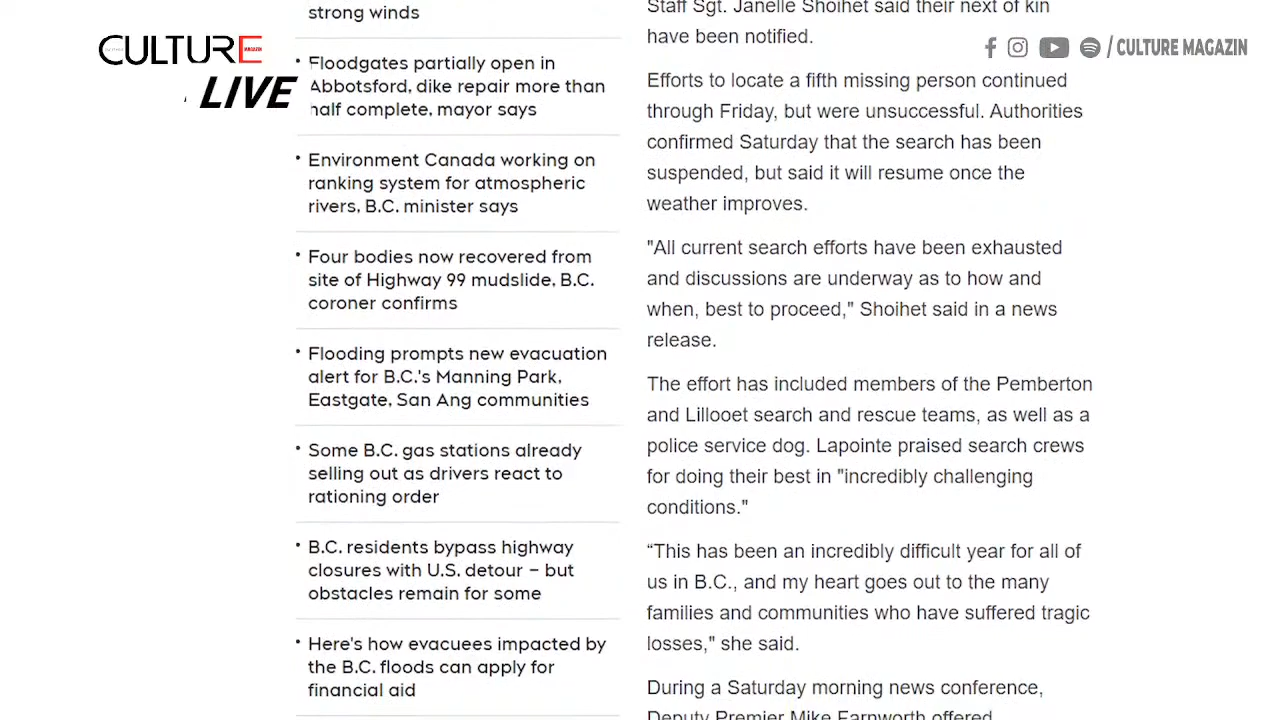 CULTURE
MAGAZIN
LIVE
/ CULTURE MAGAZIN
strong winds
Floodgates partially open in
Abbotsford, dike repair more than
half complete, mayor says
Environment Canada working on
ranking system for atmospheric
rivers, B.C. minister says
Four bodies now recovered from
site of Highway 99 mudslide, B.C.
coroner confirms
Flooding prompts new evacuation
alert for B.C.'s Manning Park,
Eastgate, San Ang communities
Some B.C. gas stations already
selling out as drivers react to
rationing order
B.C. residents bypass highway
closures with U.S. detour – but
obstacles remain for some
Here's how evacuees impacted by
the B.C. floods can apply for
financial aid
Staff Sgt. Janelle Shoihet said their next of kin
have been notified.
Efforts to locate a fifth missing person continued
through Friday, but were unsuccessful. Authorities
confirmed Saturday that the search has been
suspended, but said it will resume once the
weather improves.
"All current search efforts have been exhausted
and discussions are underway as to how and
when, best to proceed," Shoihet said in a news
release.
The effort has included members of the Pemberton
and Lillooet search and rescue teams, as well as a
police service dog. Lapointe praised search crews
for doing their best in "incredibly challenging
conditions."
“This has been an incredibly difficult year for all of
us in B.C., and my heart goes out to the many
families and communities who have suffered tragic
losses," she said.
During a Saturday morning news conference,
Deputy Premier Mike Farnworth offered